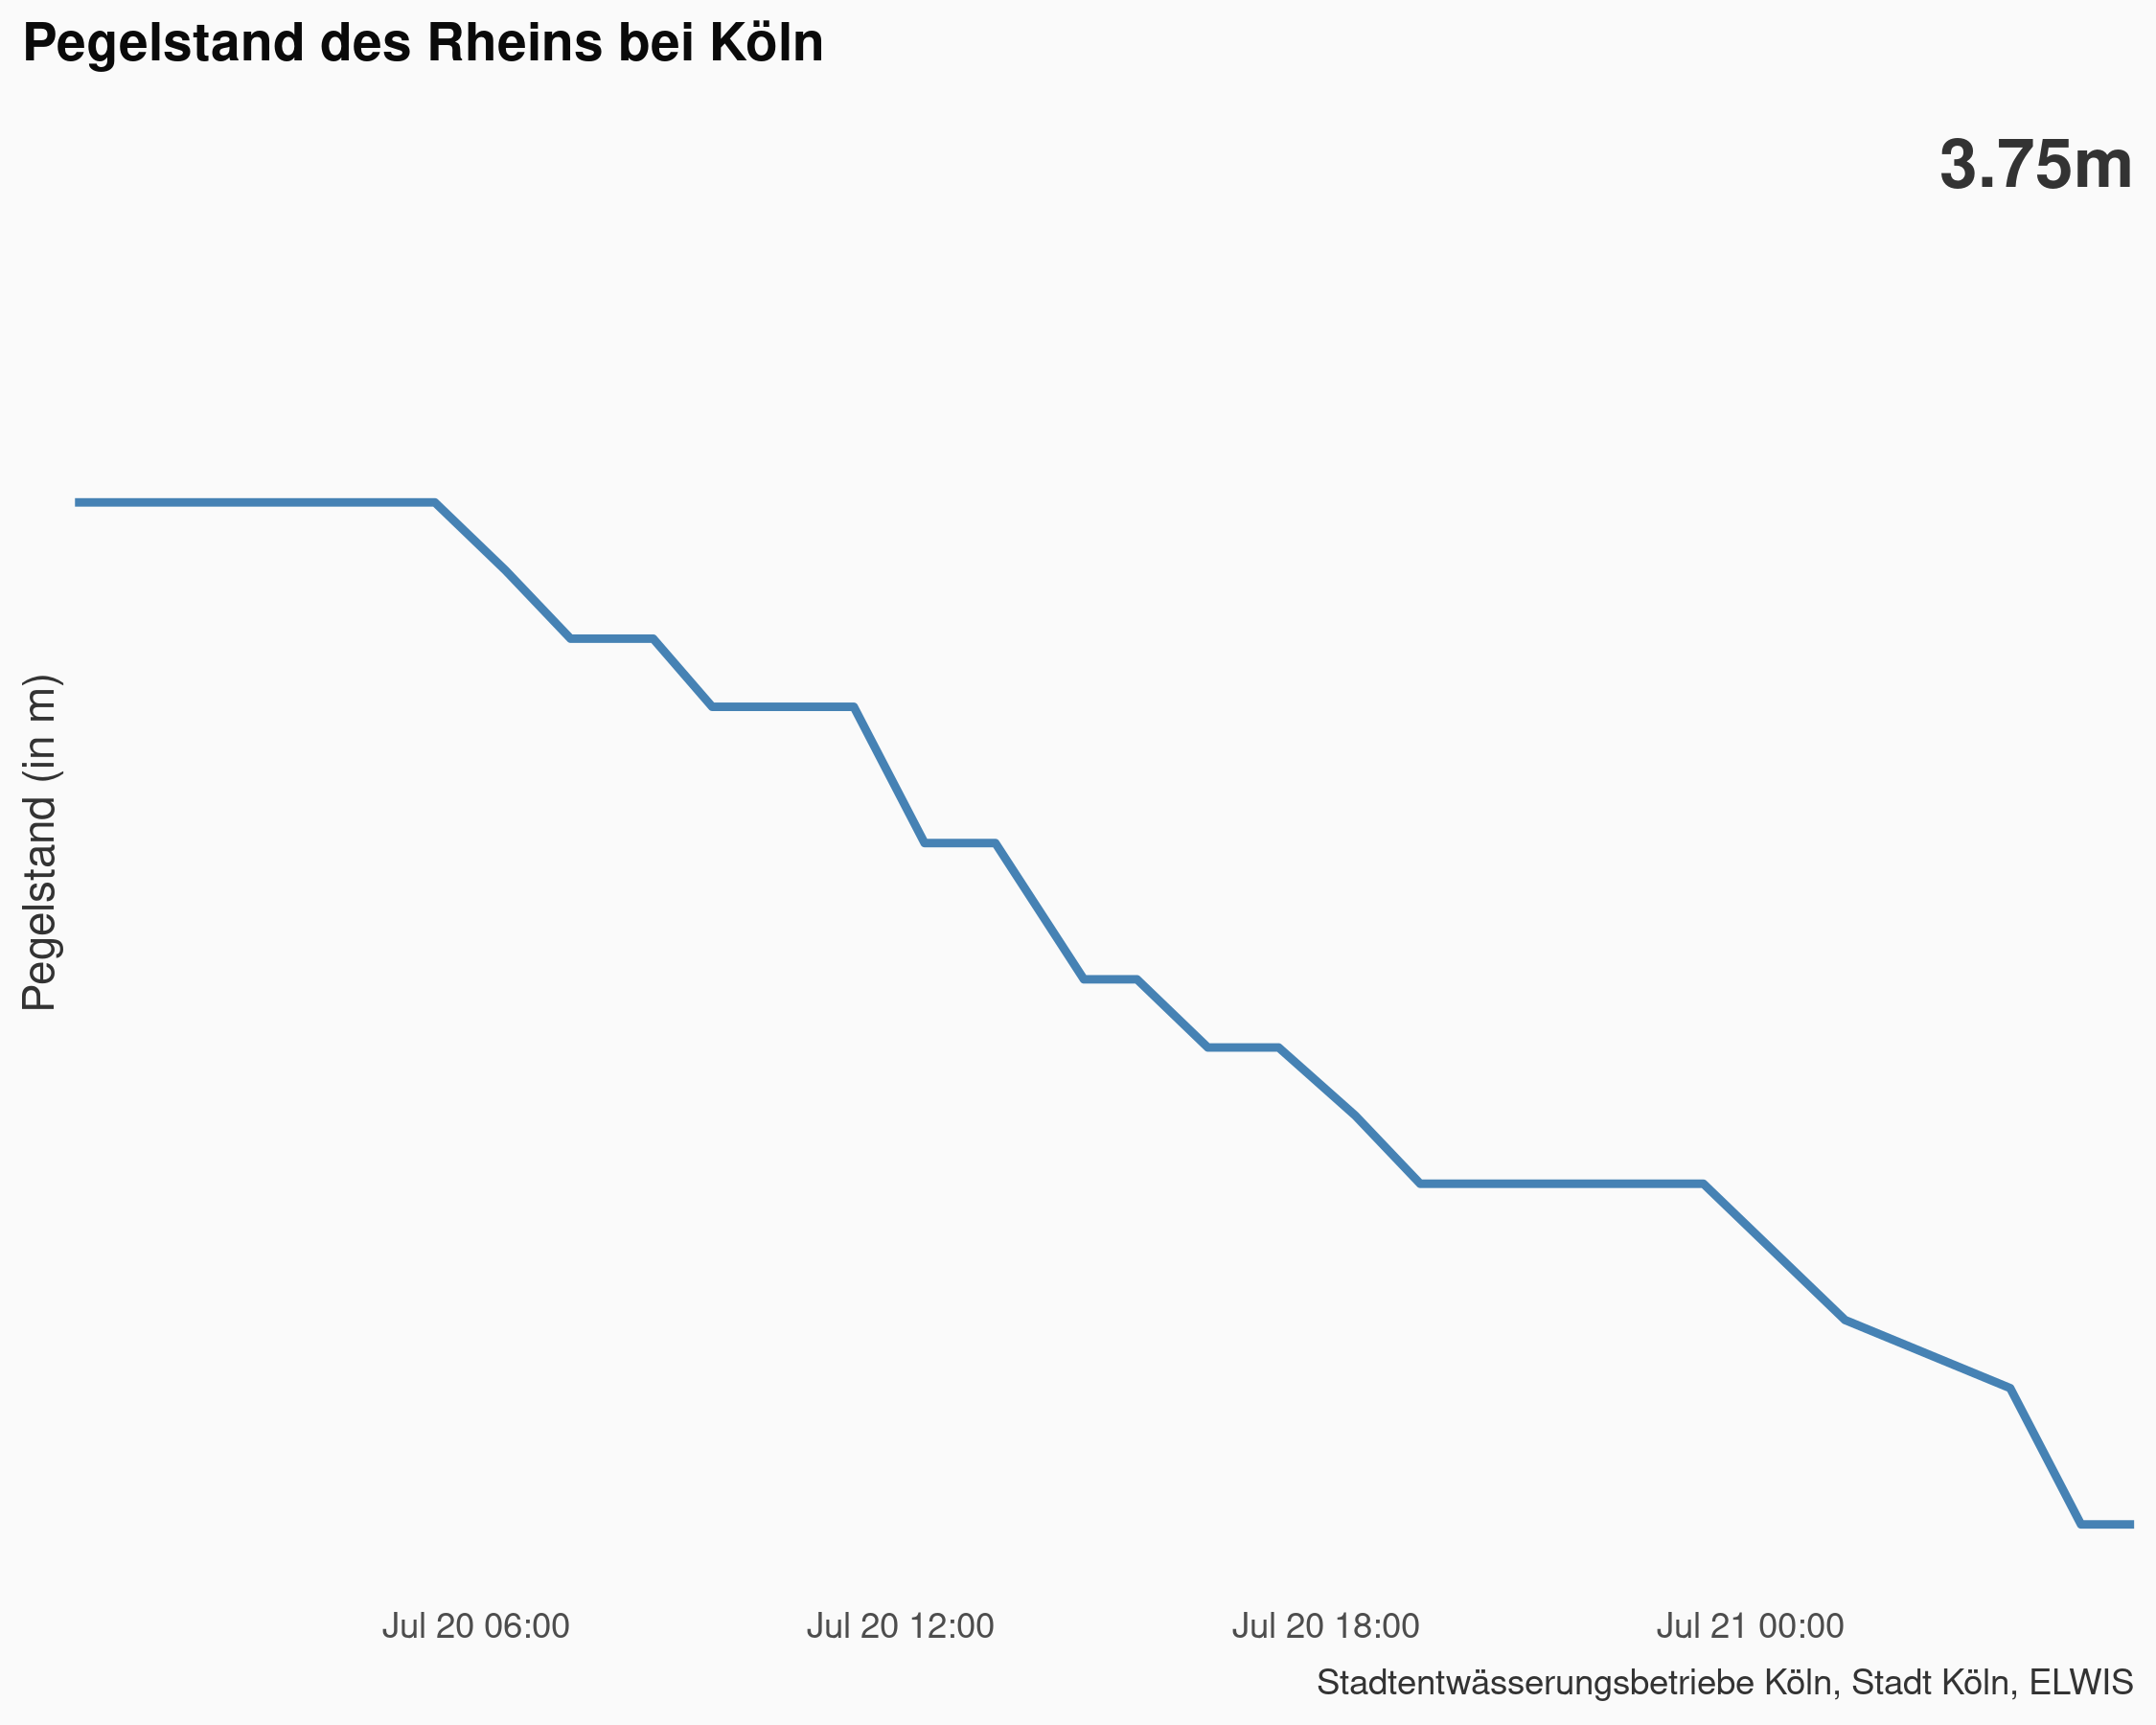 Pegelstand des Rheins bei Köln
3.75m
Pegelstand (in m)
Jul 20 06:00
Jul 20 12:00
Jul 20 18:00
Jul 21 00:00
Stadtentwässerungsbetriebe Köln, Stadt Köln, ELWIS